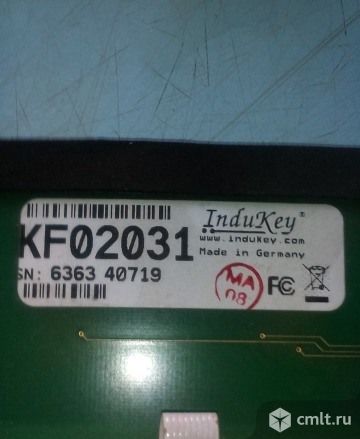 InduKey®
KF02031
www.indukey.com
Made in Germany
SN: 6363 40719
MA
08
FC
cmlt.ru